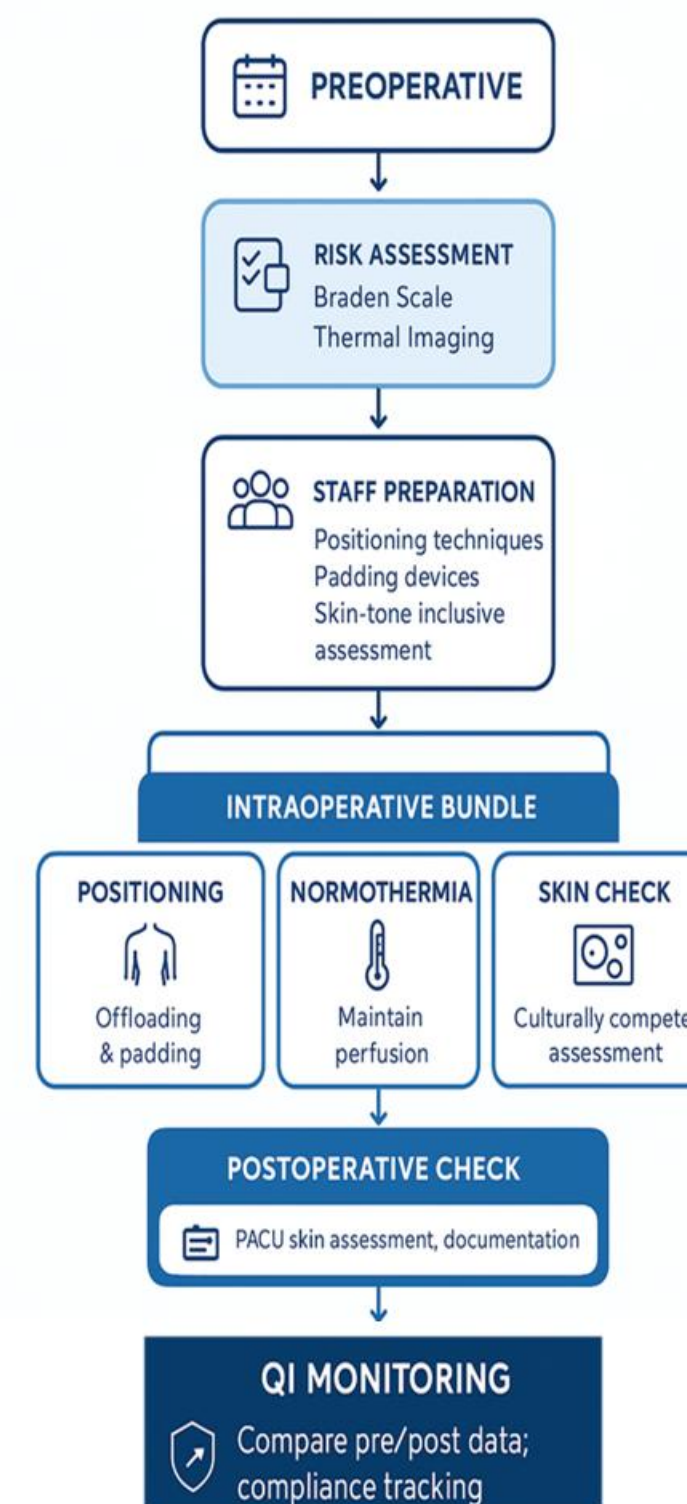 PREOPERATIVE
RISK ASSESSMENT
Braden Scale
Thermal Imaging
STAFF PREPARATION
Positioning techniques
Padding devices
Skin-tone inclusive
assessment
INTRAOPERATIVE BUNDLE
POSITIONING
Offloading
& padding
NORMOTHERMIA
Maintain
perfusion
SKIN CHECK
Culturally compete
assessment
POSTOPERATIVE CHECK
PACU skin assessment, documentation
QI MONITORING
Compare pre/post data;
compliance tracking